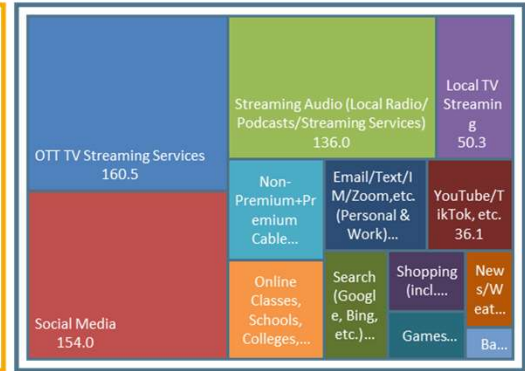 OTT TV Streaming Services
160.5
Social Media
154.0
Streaming Audio (Local Radio/
Podcasts/Streaming Services)
136.0
Local TV
Streamin
g
50.3
Non-
Premium+Pr
emium
Cable...
Email/Text/I
M/Zoom,etc.
(Personal &
Work)...
YouTube/T
ikTok, etc.
36.1
Online
Classes,
Schools,
Colleges,...
Search
(Googl
e, Bing,
etc.)...
Shopping
(incl....
Games...
New
s/W
eat...
Ba...